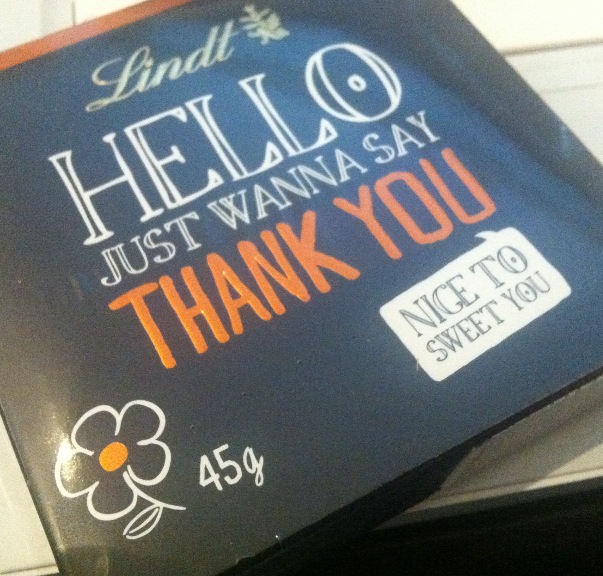 Lindt
HELLO
JUST WANNA SAY
THANK YOU
NICE TO
SWEET YOU
45g